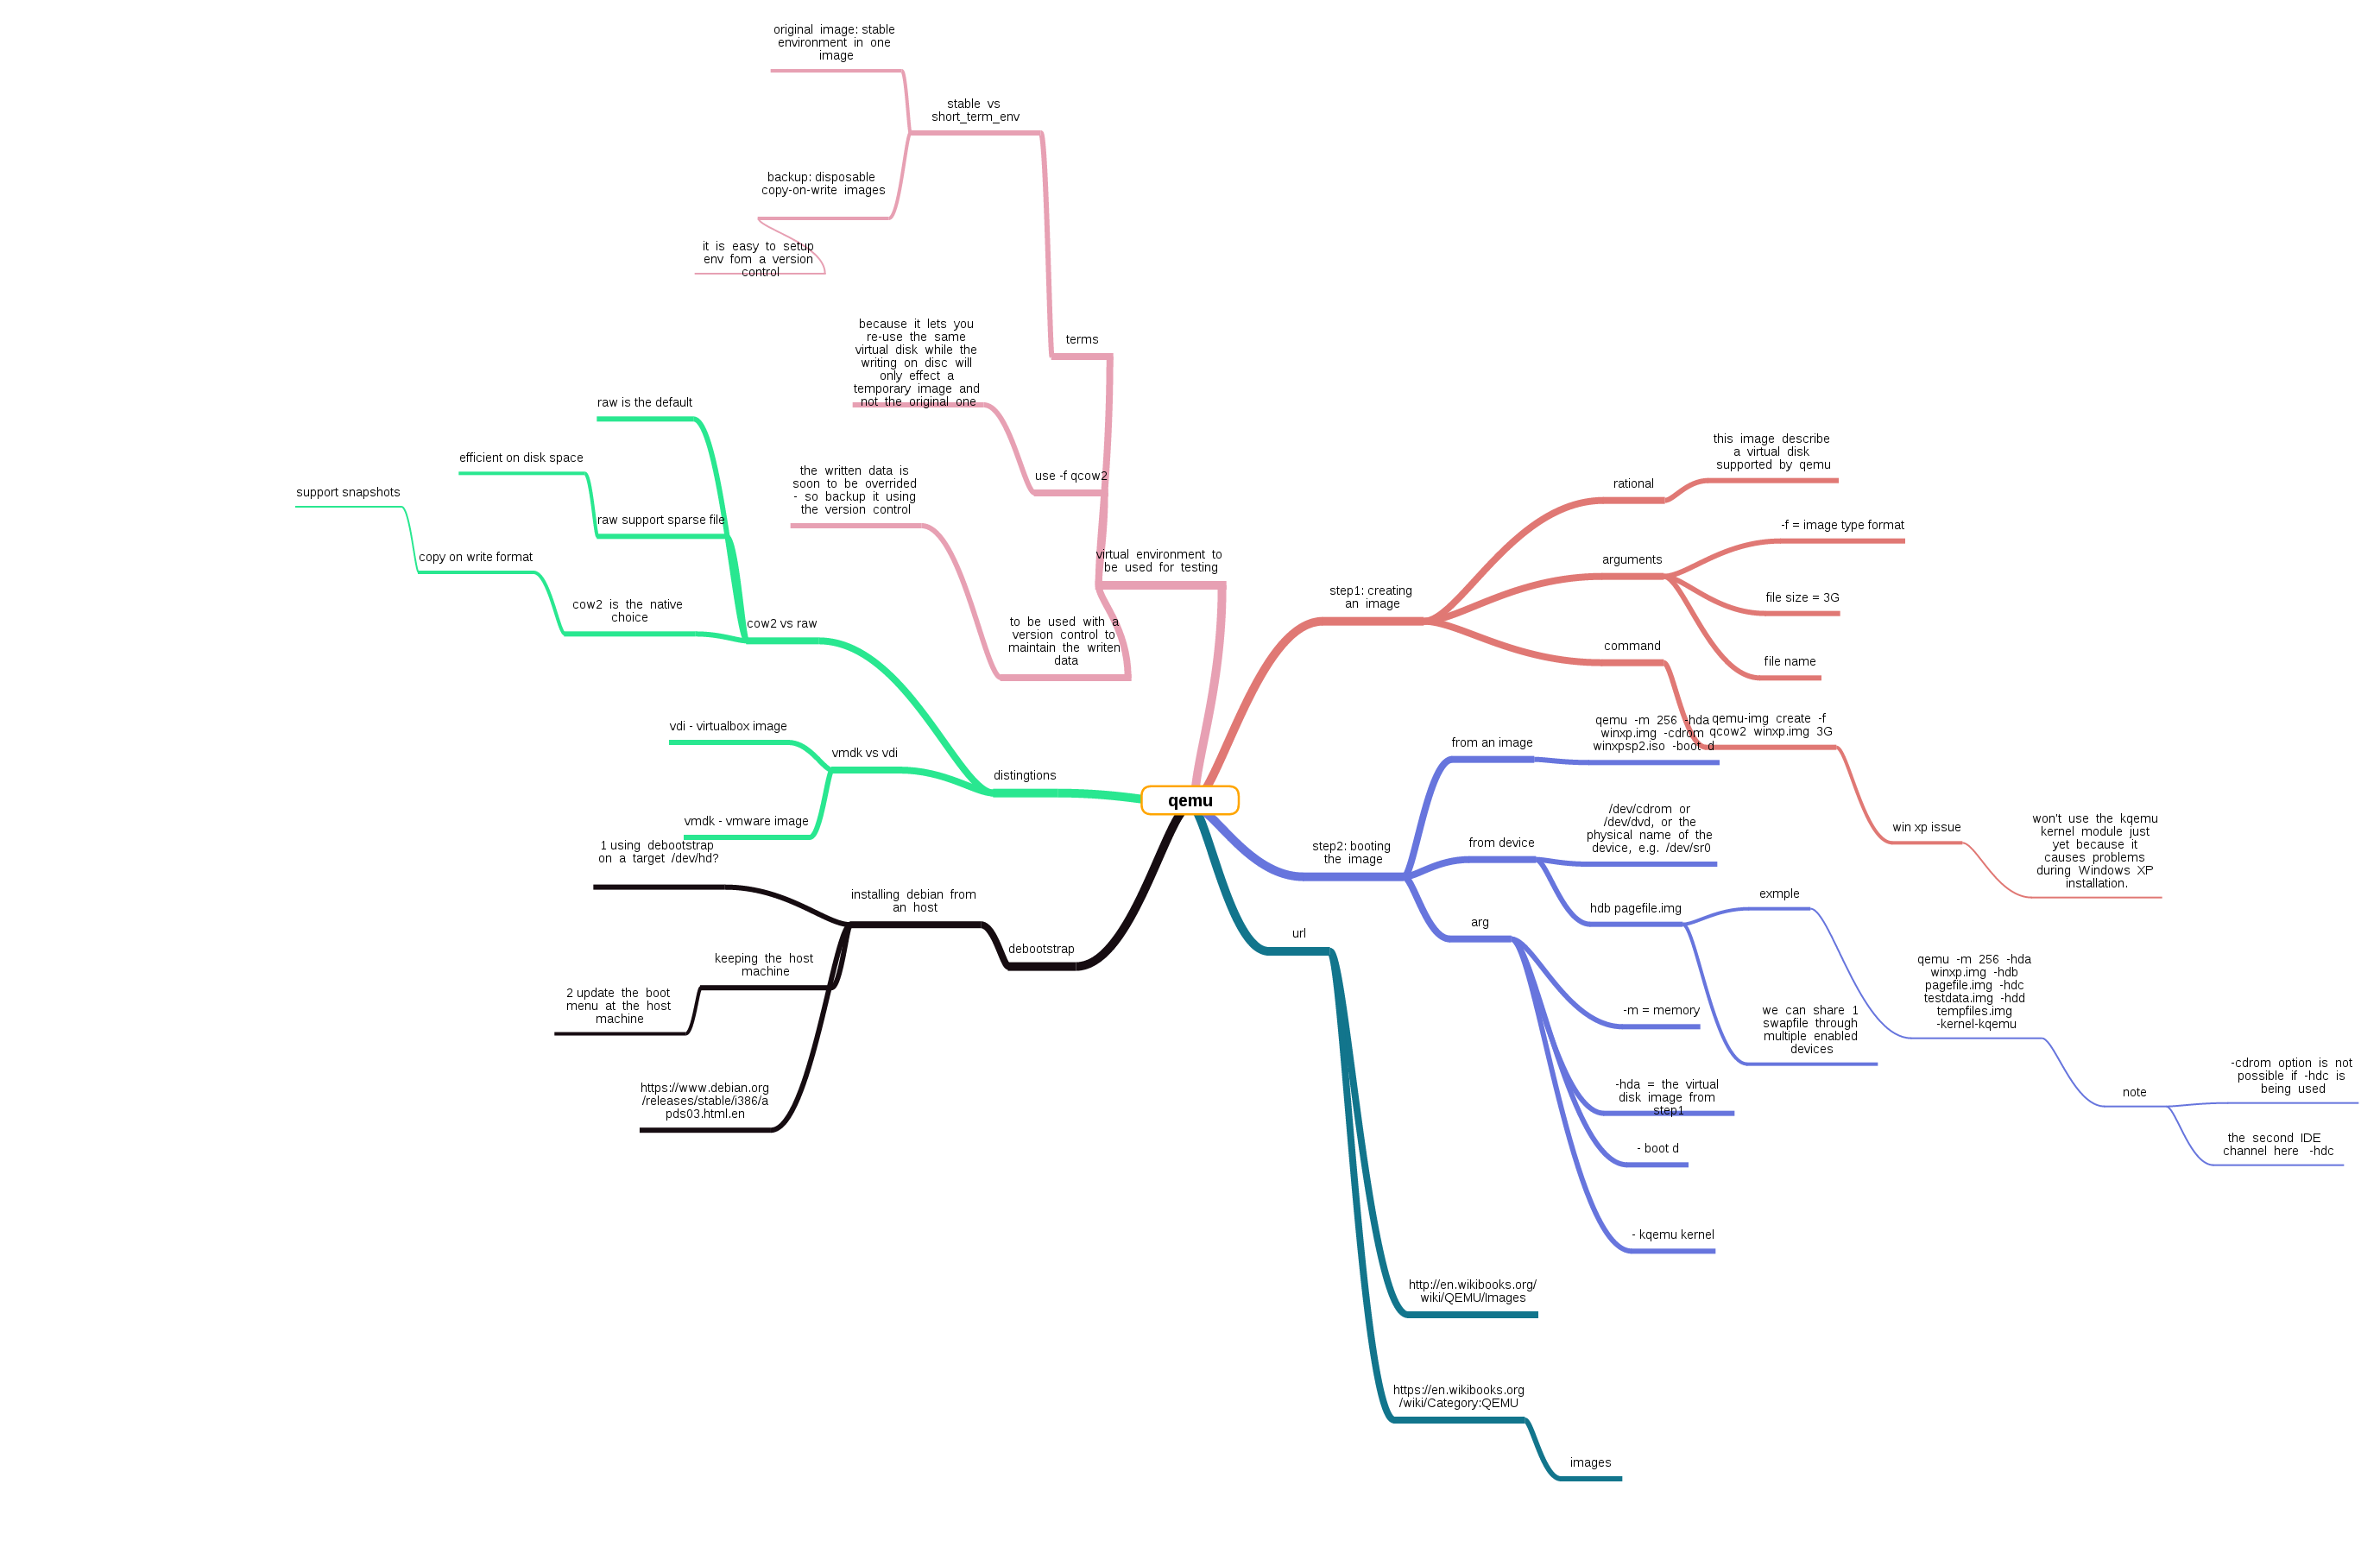 original image: stable
environment in one
image
stable vs
short_term_env
backup: disposable
copy-on-write images
it is easy to setup
env fom a version
control
terms
because it lets you
re-use the same
virtual disk while the
writing on disc will
only effect a
temporary image and
not the original one
use -f qcow2
the written data is
soon to be overrided
- so backup it using
the version control
virtual environment to
be used for testing
to be used with a
version control to
maintain the writen
data
raw is the default
efficient on disk space
support snapshots
raw support sparse file
copy on write format
cow2 is the native
choice
cow2 vs raw
vdi - virtualbox image
vmdk vs vdi
vmdk - vmware image
distingtions
qemu
1 using debootstrap
on a target /dev/hd?
installing debian from
an host
debootstrap
keeping the host
machine
2 update the boot
menu at the host
machine
https://www.debian.org
/releases/stable/i386/a
pds03.html.en
step1: creating
an image
rational
this image describe
a virtual disk
supported by qemu
arguments
-f = image type format
file size = 3G
file name
command
qemu-img create -f
qcow2 winxp.img 3G
win xp issue
won't use the kqemu
kernel module just
yet because it
causes problems
during Windows XP
installation.
step2: booting
the image
from an image
qemu -m 256 -hda
winxp.img -cdrom
winxpsp2.iso -boot d
from device
/dev/cdrom or
/dev/dvd, or the
physical name of the
device, e.g. /dev/sr0
hdb pagefile.img
exmple
qemu -m 256 -hda
winxp.img -hdb
pagefile.img -hdc
testdata.img -hdd
tempfiles.img
-kernel-kqemu
note
-cdrom option is not
possible if -hdc is
being used
the second IDE
channel here -hdc
we can share 1
swapfile through
multiple enabled
devices
arg
-m = memory
-hda = the virtual
disk image from
step1
- boot d
- kqemu kernel
url
http://en.wikibooks.org/
wiki/QEMU/Images
https://en.wikibooks.org
/wiki/Category:QEMU
images